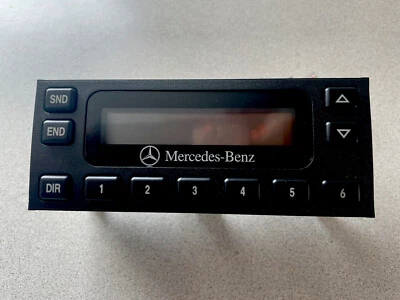 SND
END
Mercedes-Benz
DIR 1 2 3 4 5 6